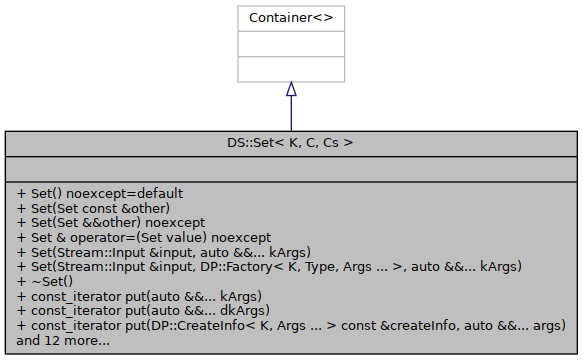 Container<>
DS::Set< K, C, Cs >
+ Set() noexcept=default
+ Set(Set const &other)
+ Set(Set &&other) noexcept
+ Set & operator=(Set value) noexcept
+ Set(Stream::Input &input, auto &&... kArgs)
+ Set(Stream::Input &input, DP::Factory< K, Type, Args ... >, auto &&... kArgs)
+ ~Set()
+ const_iterator put(auto &&... kArgs)
+ const_iterator put(auto &&... dkArgs)
+ const_iterator put(DP::CreateInfo< K, Args ... > const &createInfo, auto &&... args)
and 12 more...